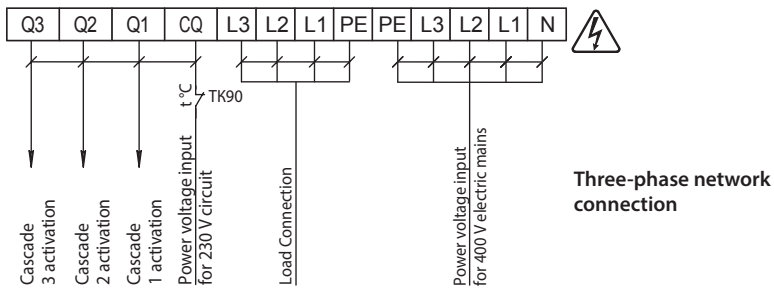 Q3 Q2 Q1 CQ L3 L2 L1 PE PE L3 L2 L1 N
t °C
TK90
Cascade
3 activation
Cascade
2 activation
Cascade
1 activation
Power voltage input
for 230 V circuit
Load Connection
Power voltage input
for 400 V electric mains
Three-phase network
connection